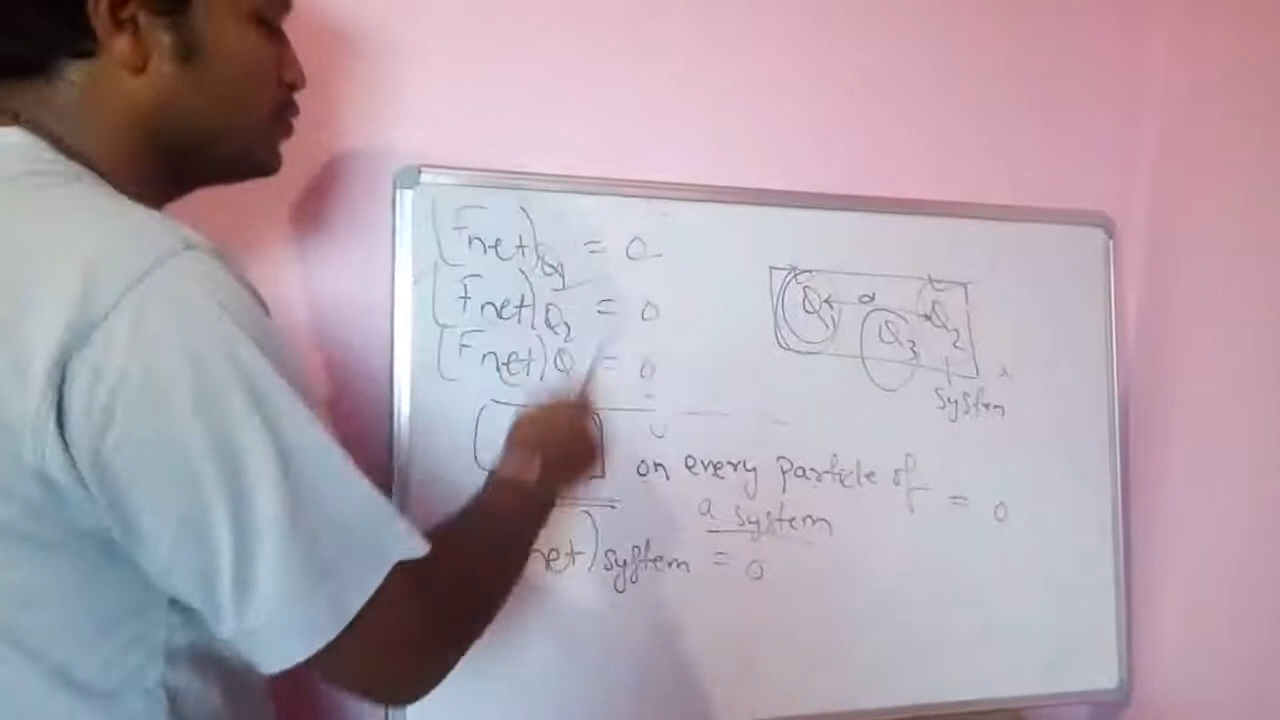 (Fnet)Q1 = 0
(Fnet)Q2 = 0
(Fnet)Q = 0
on every particle of = 0
a system
net)system = 0
Q1 d Q2
Q3
system